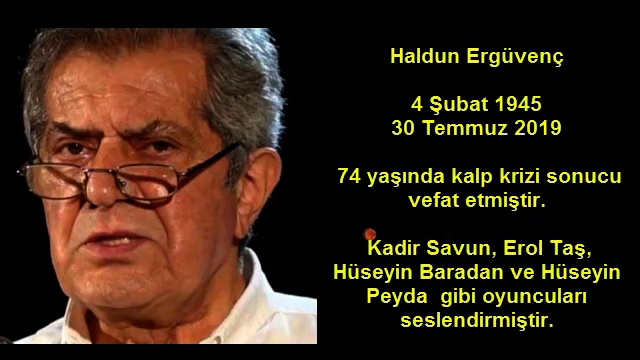 Haldun Ergüvenç
4 Şubat 1945
30 Temmuz 2019
74 yaşında kalp krizi sonucu
vefat etmiştir.
Kadir Savun, Erol Taş,
Hüseyin Baradan ve Hüseyin
Peyda gibi oyuncuları
seslendirmiştir.